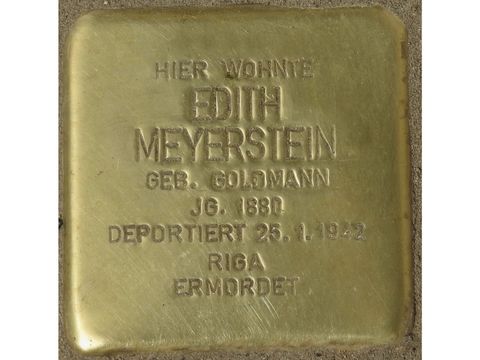 HIER WOHNTE
EDITH
MEYERSTEIN
GEB. GOLDMANN
JG. 1880
DEPORTIERT 25.1.1942
RIGA
ERMORDET